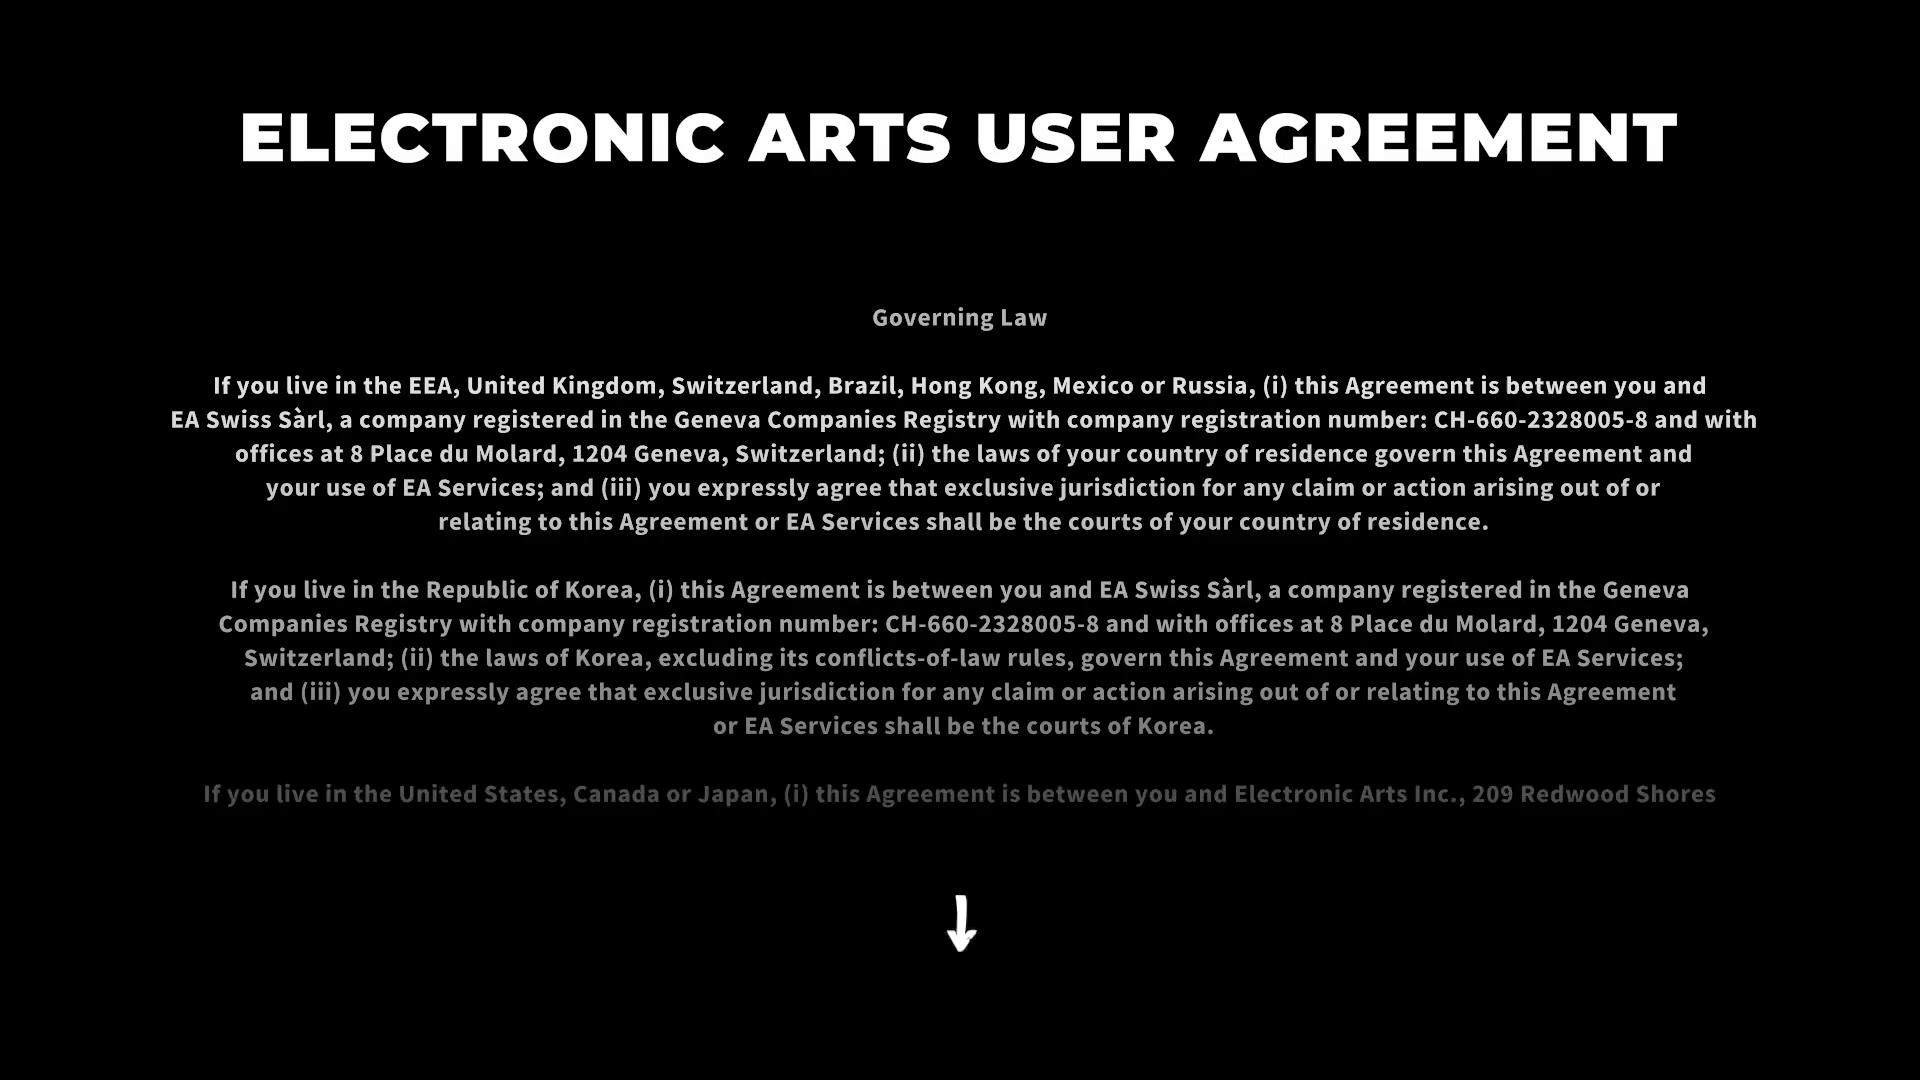 ELECTRONIC ARTS USER AGREEMENT
Governing Law
If you live in the EEA, United Kingdom, Switzerland, Brazil, Hong Kong, Mexico or Russia, (i) this Agreement is between you and
EA Swiss Sàrl, a company registered in the Geneva Companies Registry with company registration number: CH-660-2328005-8 and with
offices at 8 Place du Molard, 1204 Geneva, Switzerland; (ii) the laws of your country of residence govern this Agreement and
your use of EA Services; and (iii) you expressly agree that exclusive jurisdiction for any claim or action arising out of or
relating to this Agreement or EA Services shall be the courts of your country of residence.
If you live in the Republic of Korea, (i) this Agreement is between you and EA Swiss Sàrl, a company registered in the Geneva
Companies Registry with company registration number: CH-660-2328005-8 and with offices at 8 Place du Molard, 1204 Geneva,
Switzerland; (ii) the laws of Korea, excluding its conflicts-of-law rules, govern this Agreement and your use of EA Services;
and (iii) you expressly agree that exclusive jurisdiction for any claim or action arising out of or relating to this Agreement
or EA Services shall be the courts of Korea.
If you live in the United States, Canada or Japan, (i) this Agreement is between you and Electronic Arts Inc., 209 Redwood Shores